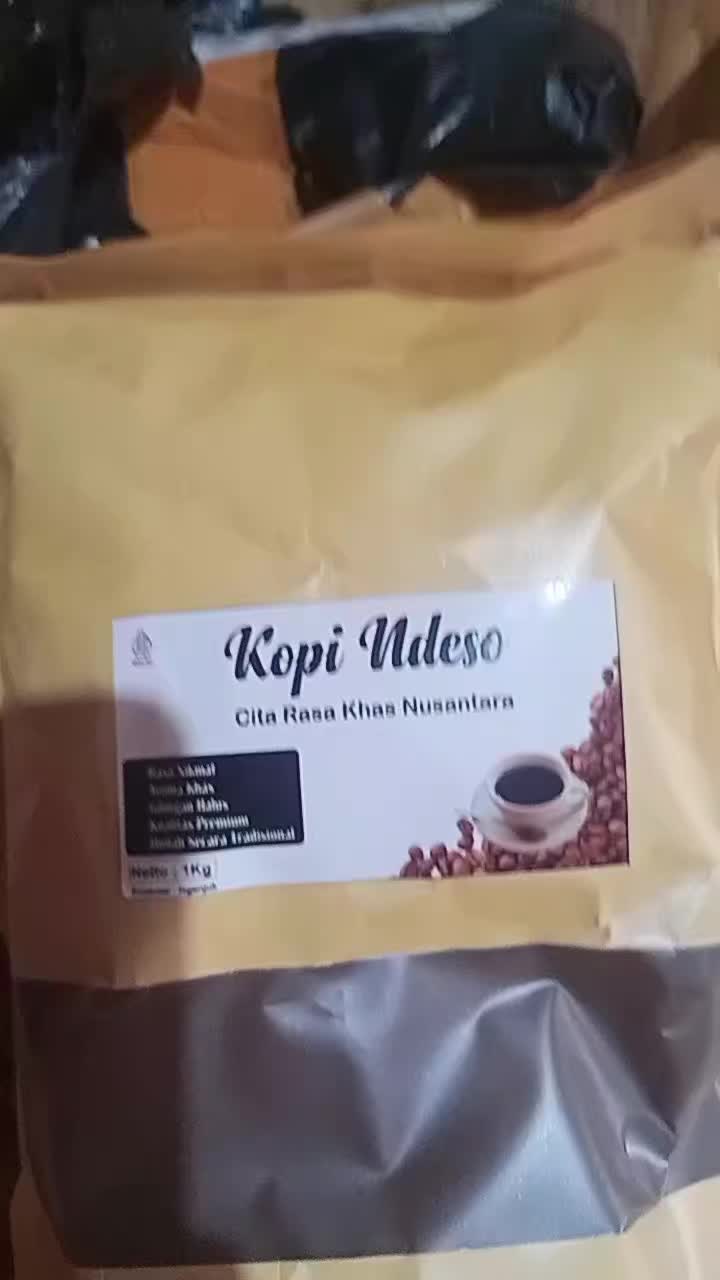 Kopi Ndeso
Cita Rasa Khas Nusantara
Rasa Nikmat
Aroma Khas
Gilingan Halus
Kualitas Premium
Diolah Secara Tradisional
Netto : 1Kg